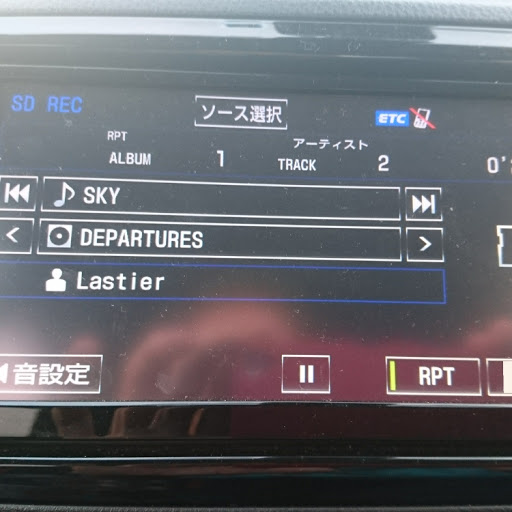 SD REC
ソース選択
ETC
RPT
アーティスト
ALBUM 1 TRACK 2
SKY
DEPARTURES
Lastier
音設定
RPT